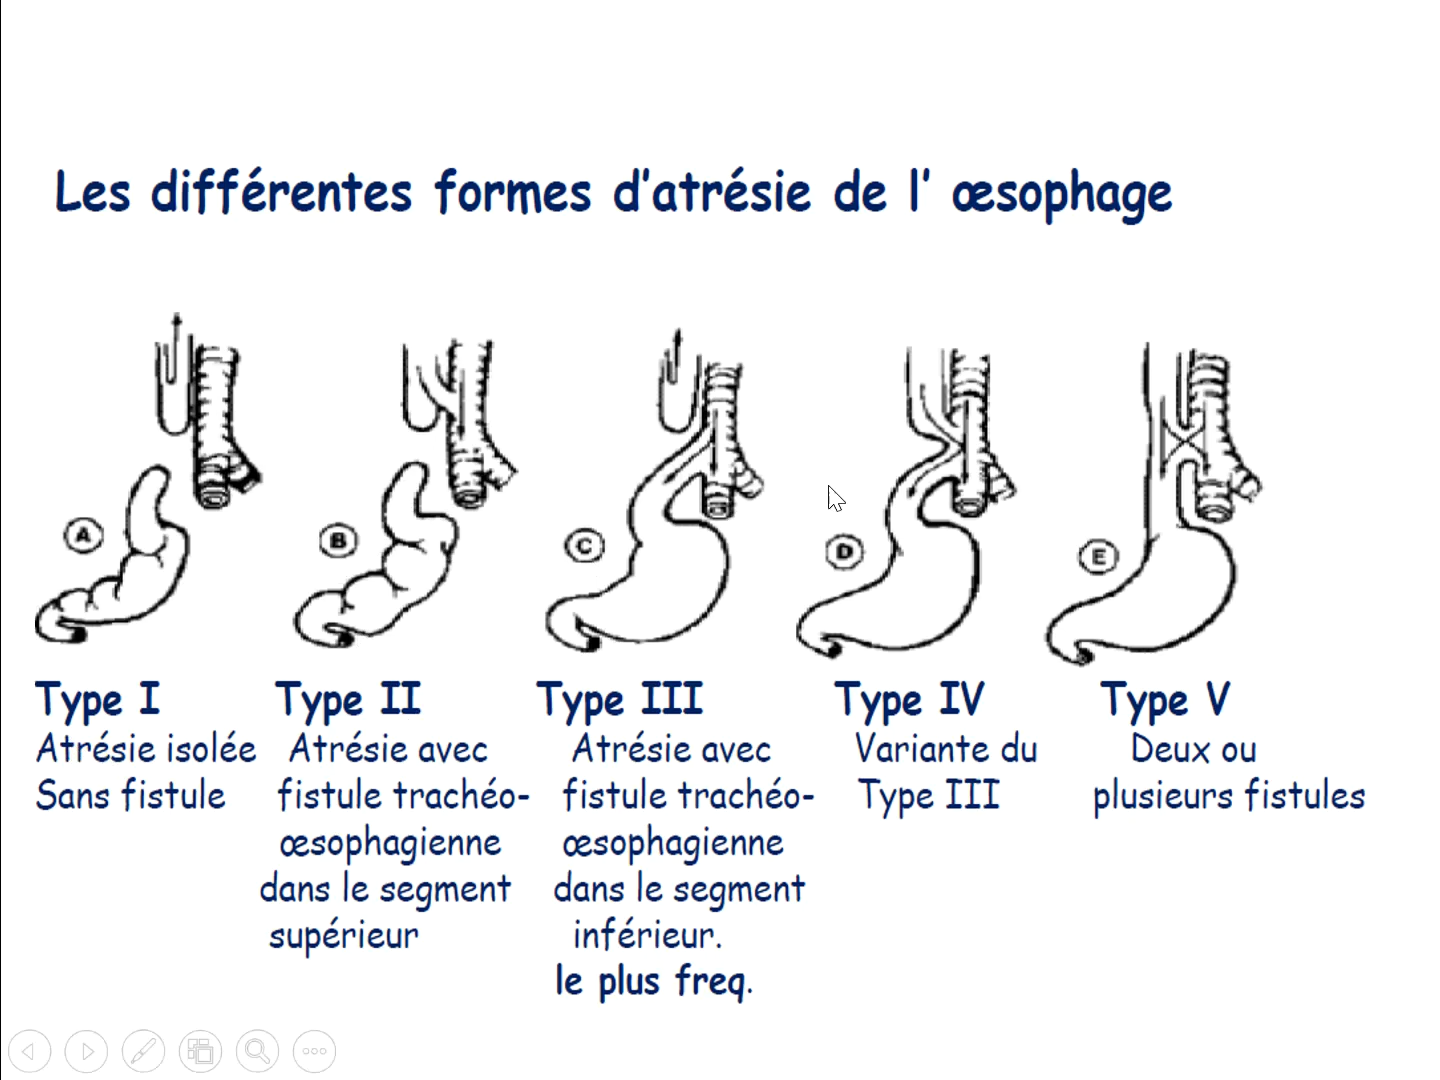 Les différentes formes d'atrésie de l' œsophage
A
B
C
D
E
Type I
Atrésie isolée
Sans fistule
Type II
Atrésie avec
fistule trachéo-
œsophagienne
dans le segment
supérieur
Type III
Atrésie avec
fistule trachéo-
œsophagienne
dans le segment
inférieur.
le plus freq.
Type IV
Variante du
Type III
Type V
Deux ou
plusieurs fistules